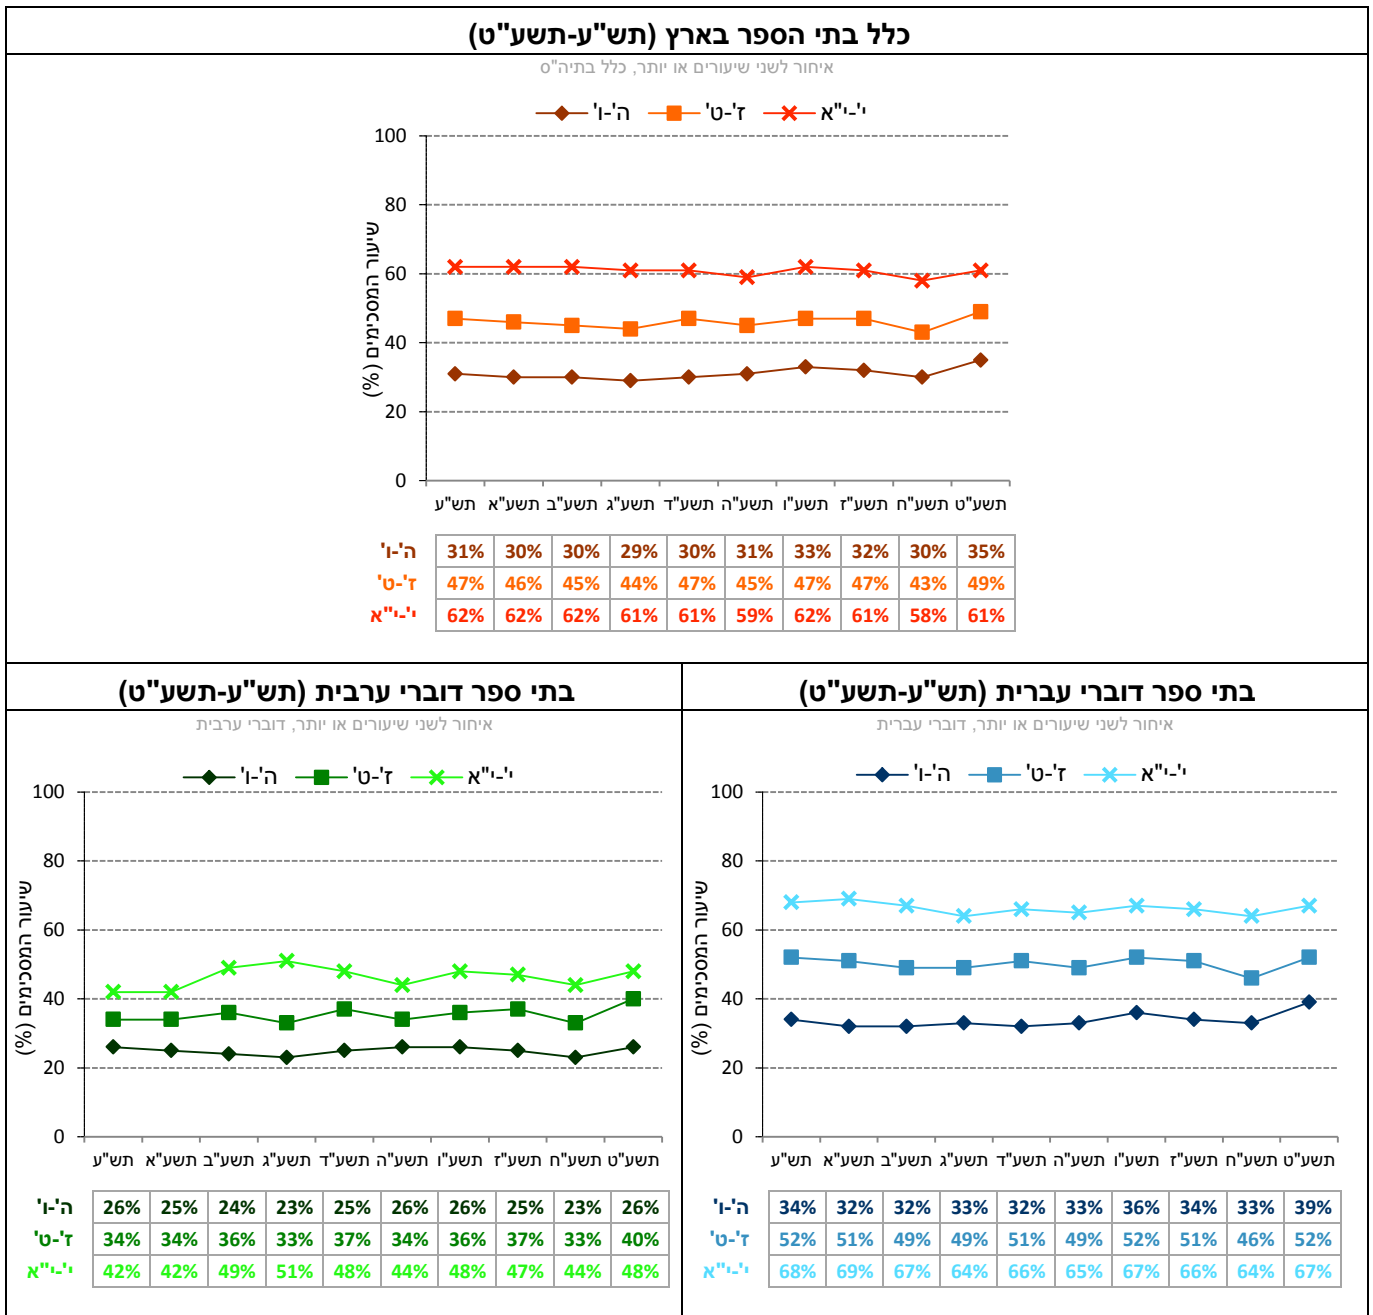 כלל בתי הספר בארץ (תש"ע-תשע"ט)
איחור לשני שיעורים או יותר, כלל בתיה"ס
ה'-ו' ז'-ט' י'-י"א
שיעור המסכימים (%)
100
80
60
40
20
0
תש"ע תשע"א תשע"ב תשע"ג תשע"ד תשע"ה תשע"ו תשע"ז תשע"ח תשע"ט
ה'-ו' 31% 30% 30% 29% 30% 31% 33% 32% 30% 35%
ז'-ט' 47% 46% 45% 44% 47% 45% 47% 47% 43% 49%
י'-י"א 62% 62% 62% 61% 61% 59% 62% 61% 58% 61%
בתי ספר דוברי עברית (תש"ע-תשע"ט)
איחור לשני שיעורים או יותר, דוברי עברית
ה'-ו' ז'-ט' י'-י"א
שיעור המסכימים (%)
100
80
60
40
20
0
תש"ע תשע"א תשע"ב תשע"ג תשע"ד תשע"ה תשע"ו תשע"ז תשע"ח תשע"ט
ה'-ו' 34% 32% 32% 33% 32% 33% 36% 34% 33% 39%
ז'-ט' 52% 51% 49% 49% 51% 49% 52% 51% 46% 52%
י'-י"א 68% 69% 67% 64% 66% 65% 67% 66% 64% 67%
בתי ספר דוברי ערבית (תש"ע-תשע"ט)
איחור לשני שיעורים או יותר, דוברי ערבית
ה'-ו' ז'-ט' י'-י"א
שיעור המסכימים (%)
100
80
60
40
20
0
תש"ע תשע"א תשע"ב תשע"ג תשע"ד תשע"ה תשע"ו תשע"ז תשע"ח תשע"ט
ה'-ו' 26% 25% 24% 23% 25% 26% 26% 25% 23% 26%
ז'-ט' 34% 34% 36% 33% 37% 34% 36% 37% 33% 40%
י'-י"א 42% 42% 49% 51% 48% 44% 48% 47% 44% 48%